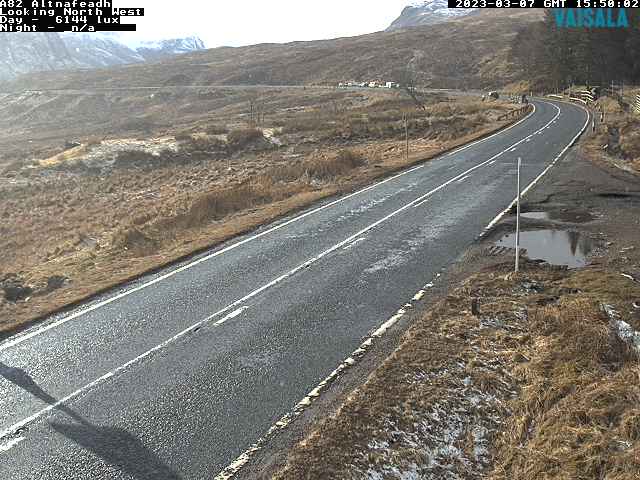 A82 Altnafeadh
Looking North West
Day - 6144 lux
Night - n/a
2023-03-07 GMT 15:50:02
VAISALA